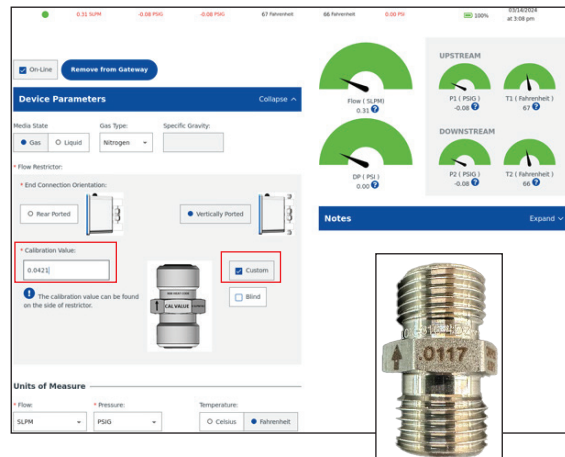 0.31 SLPM -0.08 PSIG -0.08 PSIG 67 Fahrenheit 66 Fahrenheit 0.00 PSI 100% 03/14/2024
at 3:08 pm
On-Line
Remove from Gateway
Device Parameters Collapse
Media State Gas Type: Specific Gravity:
Gas Liquid Nitrogen
* Flow Restrictor:
* End Connection Orientation:
Rear Ported Vertically Ported
* Calibration Value:
0.0421
Custom
The calibration value can be found
on the side of restrictor.
CAL VALUE
Blind
Units of Measure
* Flow: * Pressure: Temperature:
SLPM PSIG Celsius Fahrenheit
Flow ( SLPM)
0.31 ?
DP ( PSI )
0.00 ?
UPSTREAM
P1 ( PSIG ) T1 ( Fahrenheit )
-0.08 ? 67 ?
DOWNSTREAM
P2 ( PSIG ) T2 ( Fahrenheit )
-0.08 ? 66 ?
Notes Expand
.0117